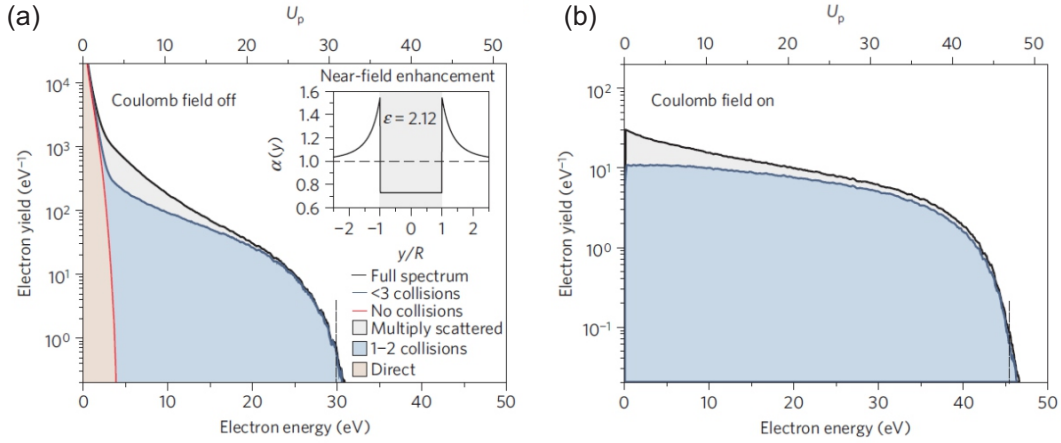 (a)
U_p
0 10 20 30 40 50
Electron yield (eV⁻¹)
10⁴
10³
10²
10¹
10⁰
Coulomb field off
Near-field enhancement
α(y)
1.6
1.4
1.2
1.0
0.8
0.6
ε = 2.12
−2 −1 0 1 2
y/R
Full spectrum
<3 collisions
No collisions
Multiply scattered
1–2 collisions
Direct
0 10 20 30 40 50
Electron energy (eV)
(b)
U_p
0 10 20 30 40 50
Electron yield (eV⁻¹)
10²
10¹
10⁰
10⁻¹
Coulomb field on
0 10 20 30 40 50
Electron energy (eV)